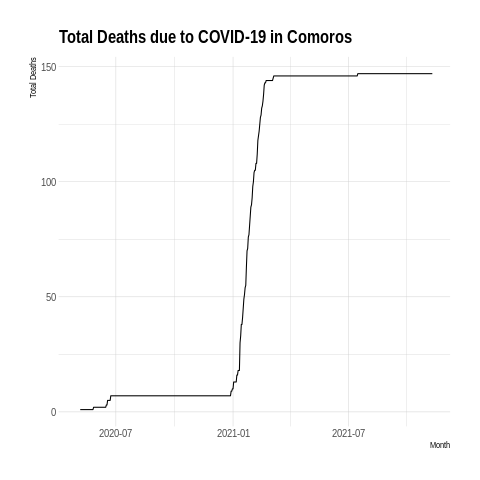 Total Deaths due to COVID-19 in Comoros
Total Deaths
150
100
50
0
2020-07
2021-01
2021-07
Month